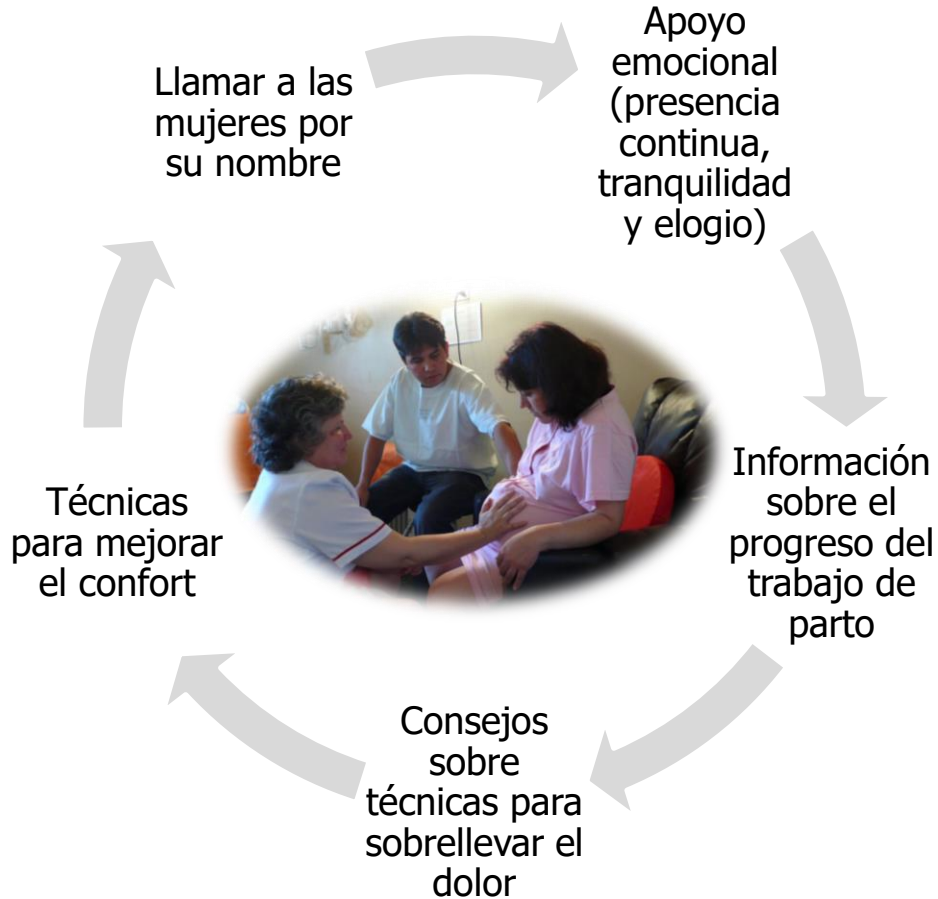 Llamar a las
mujeres por
su nombre
Apoyo
emocional
(presencia
continua,
tranquilidad
y elogio)
Información
sobre el
progreso del
trabajo de
parto
Consejos
sobre
técnicas para
sobrellevar el
dolor
Técnicas
para mejorar
el confort